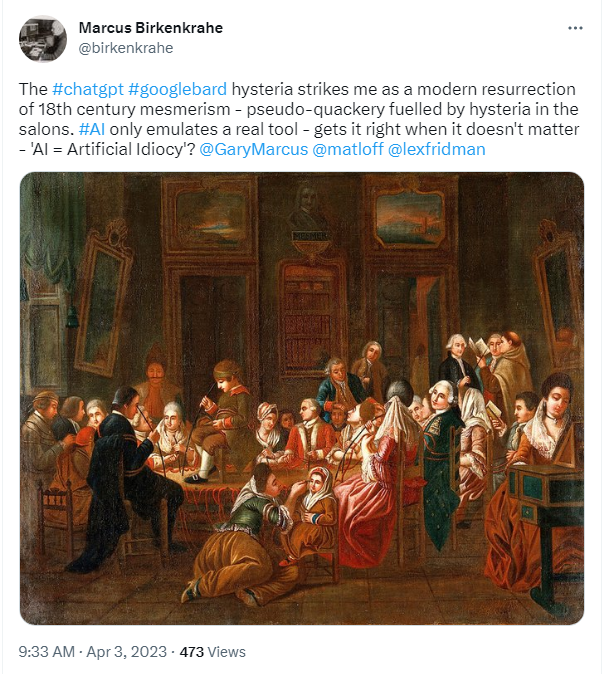 Marcus Birkenkrahe
@birkenkrahe
The #chatgpt #googlebard hysteria strikes me as a modern resurrection
of 18th century mesmerism - pseudo-quackery fuelled by hysteria in the
salons. #AI only emulates a real tool - gets it right when it doesn't matter
- 'AI = Artificial Idiocy'? @GaryMarcus @matloff @lexfridman
9:33 AM · Apr 3, 2023 · 473 Views